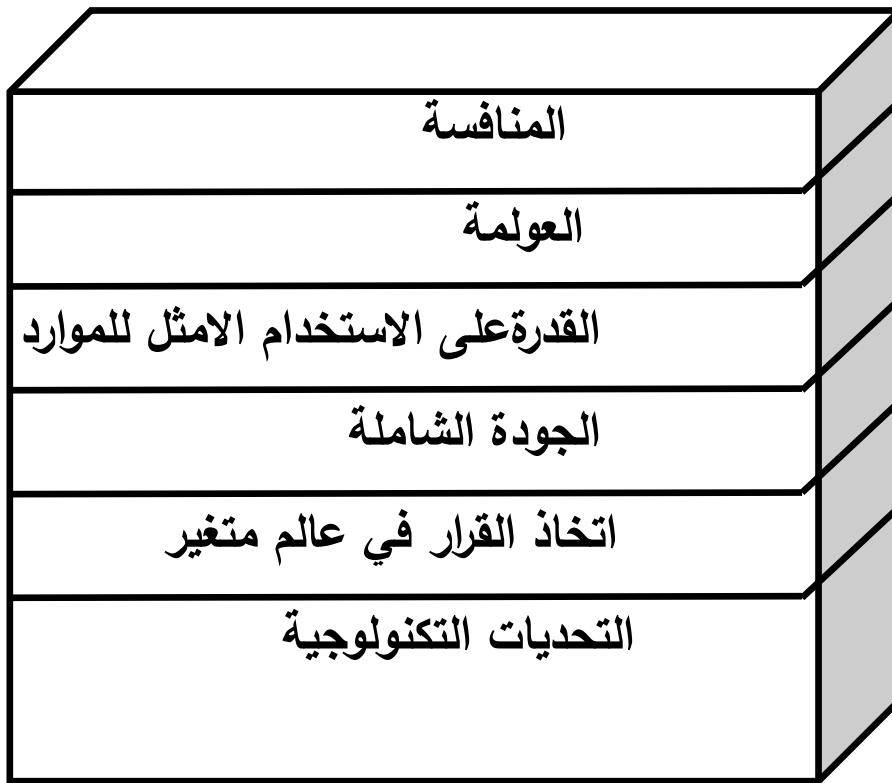 المنافسة
العولمة
القدرةعلى الاستخدام الامثل للموارد
الجودة الشاملة
اتخاذ القرار في عالم متغير
التحديات التكنولوجية